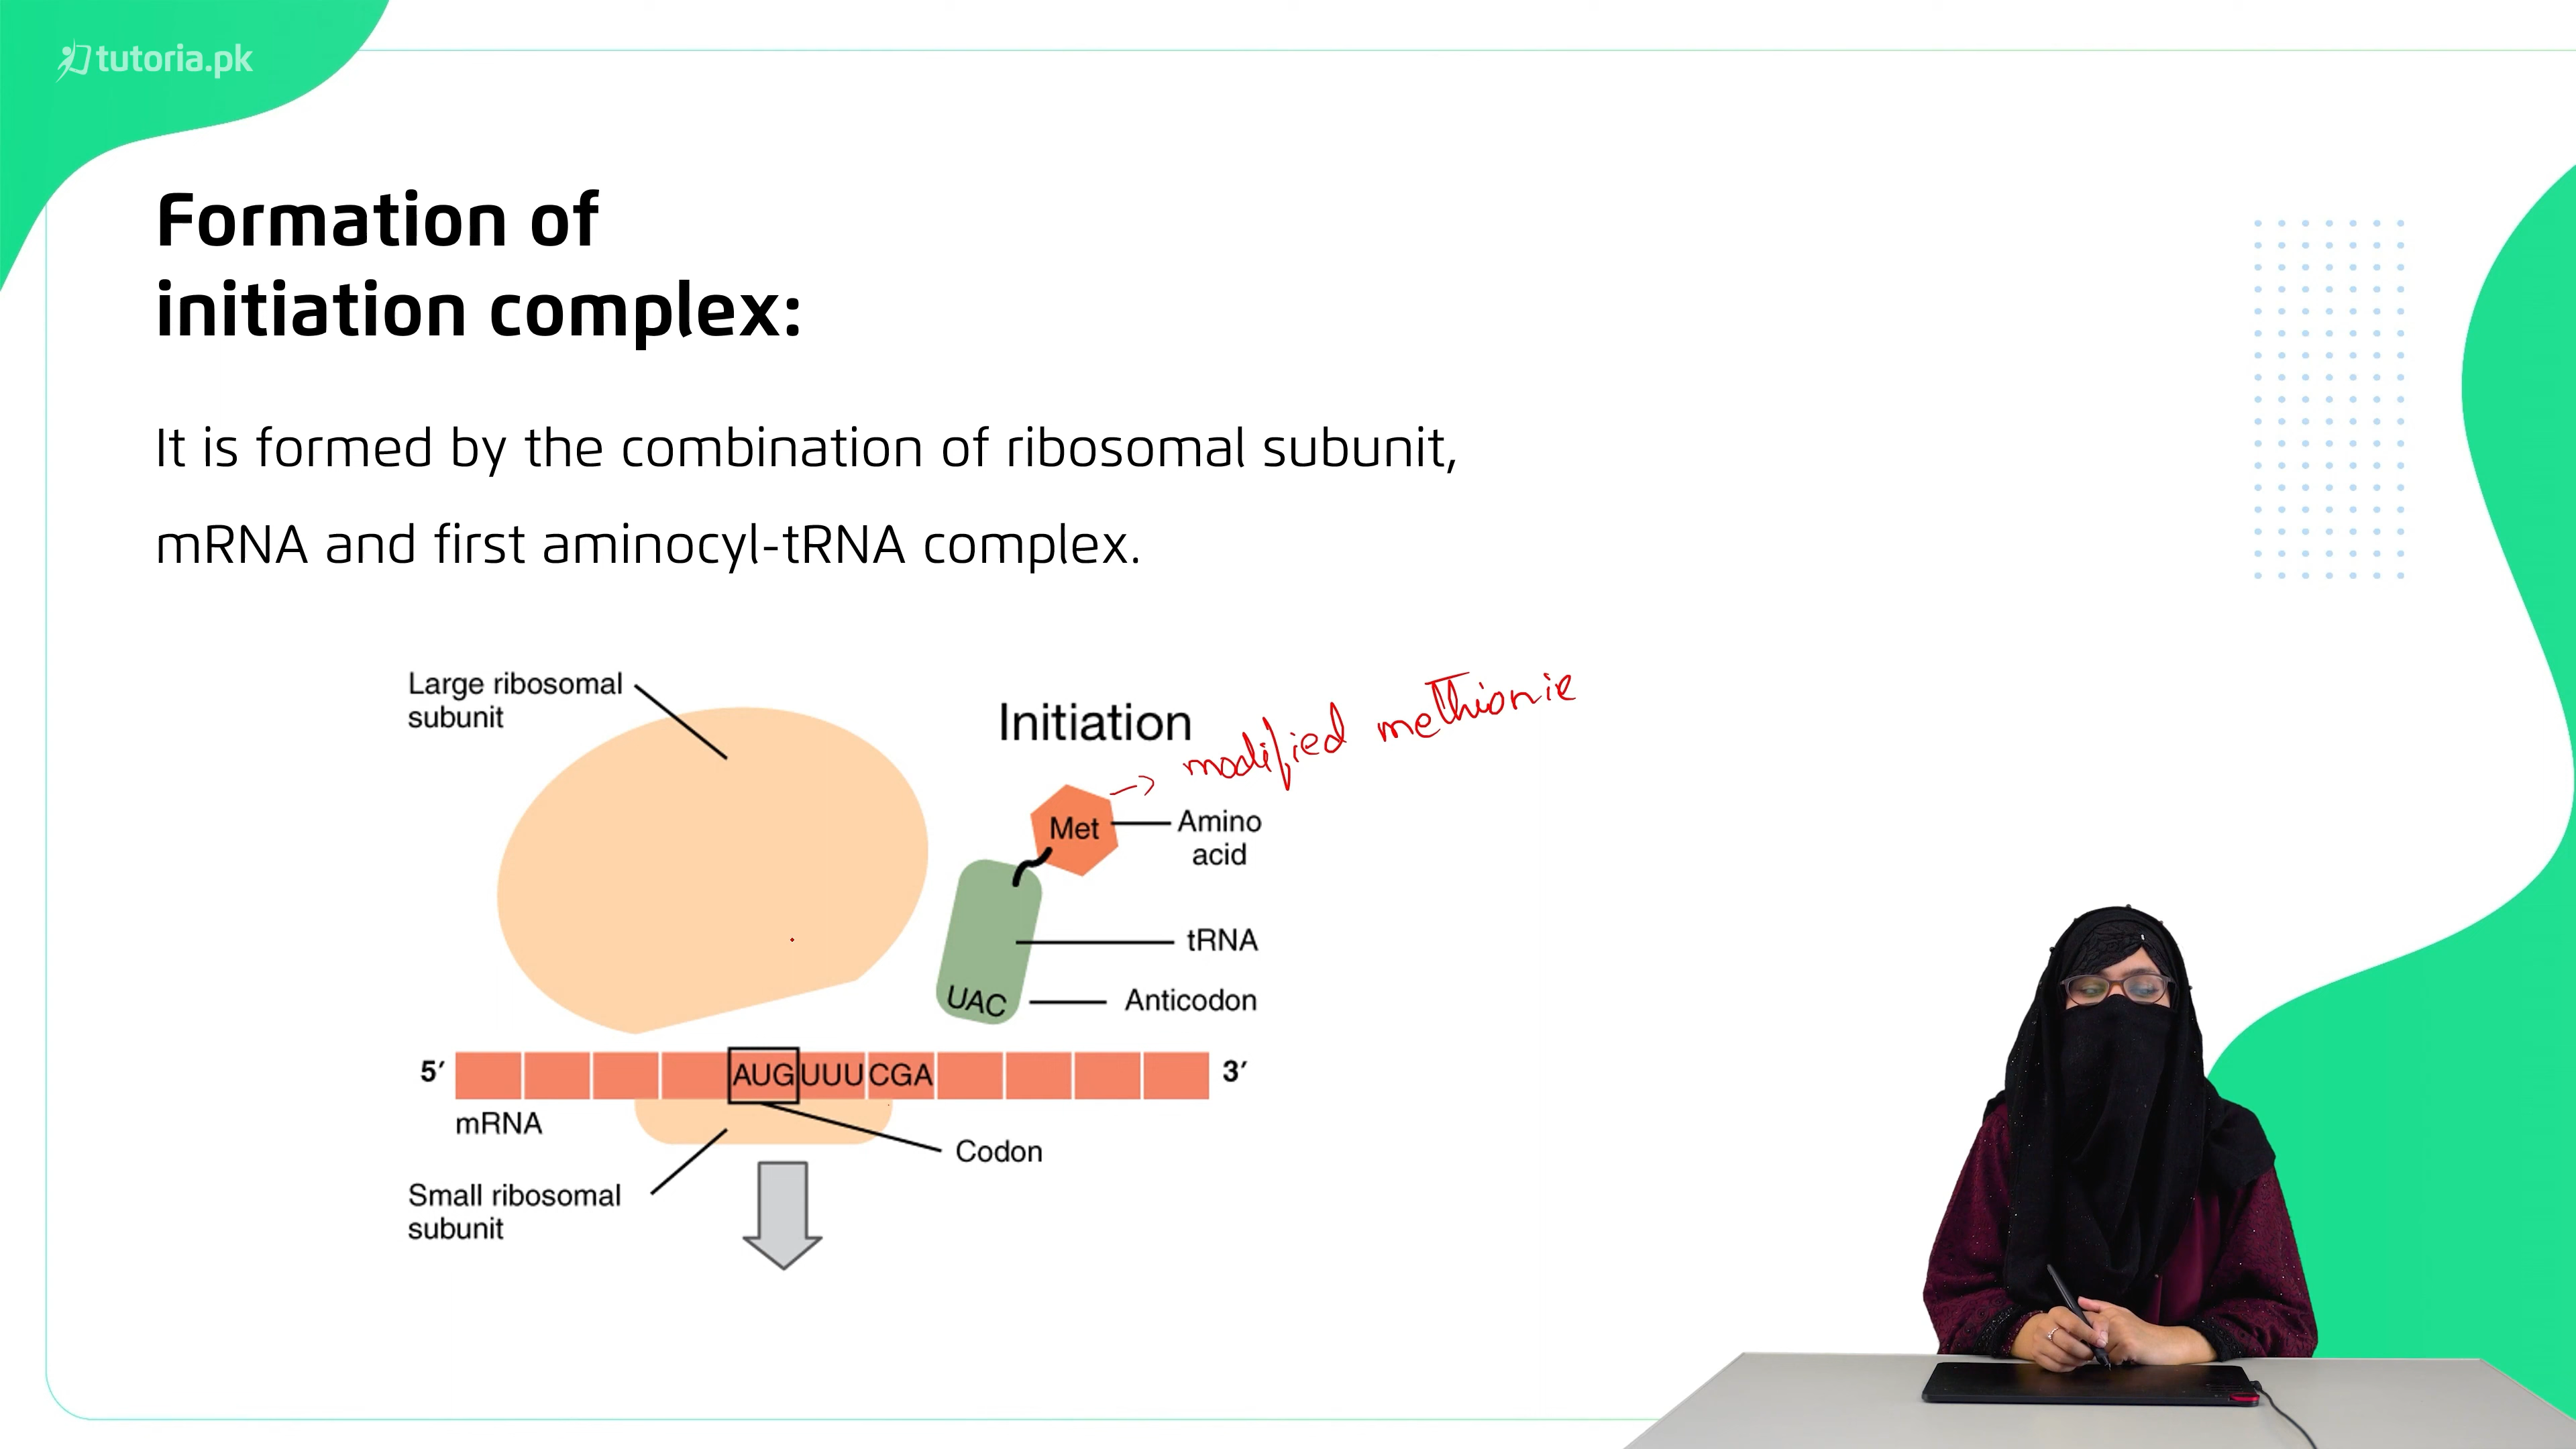 tutoria.pk
Formation of
initiation complex:
It is formed by the combination of ribosomal subunit,
mRNA and first aminocyl-tRNA complex.
Large ribosomal
subunit
Initiation
modified methionie
Met
Amino
acid
tRNA
UAC
Anticodon
5′
AUG UUU CGA
3′
mRNA
Codon
Small ribosomal
subunit